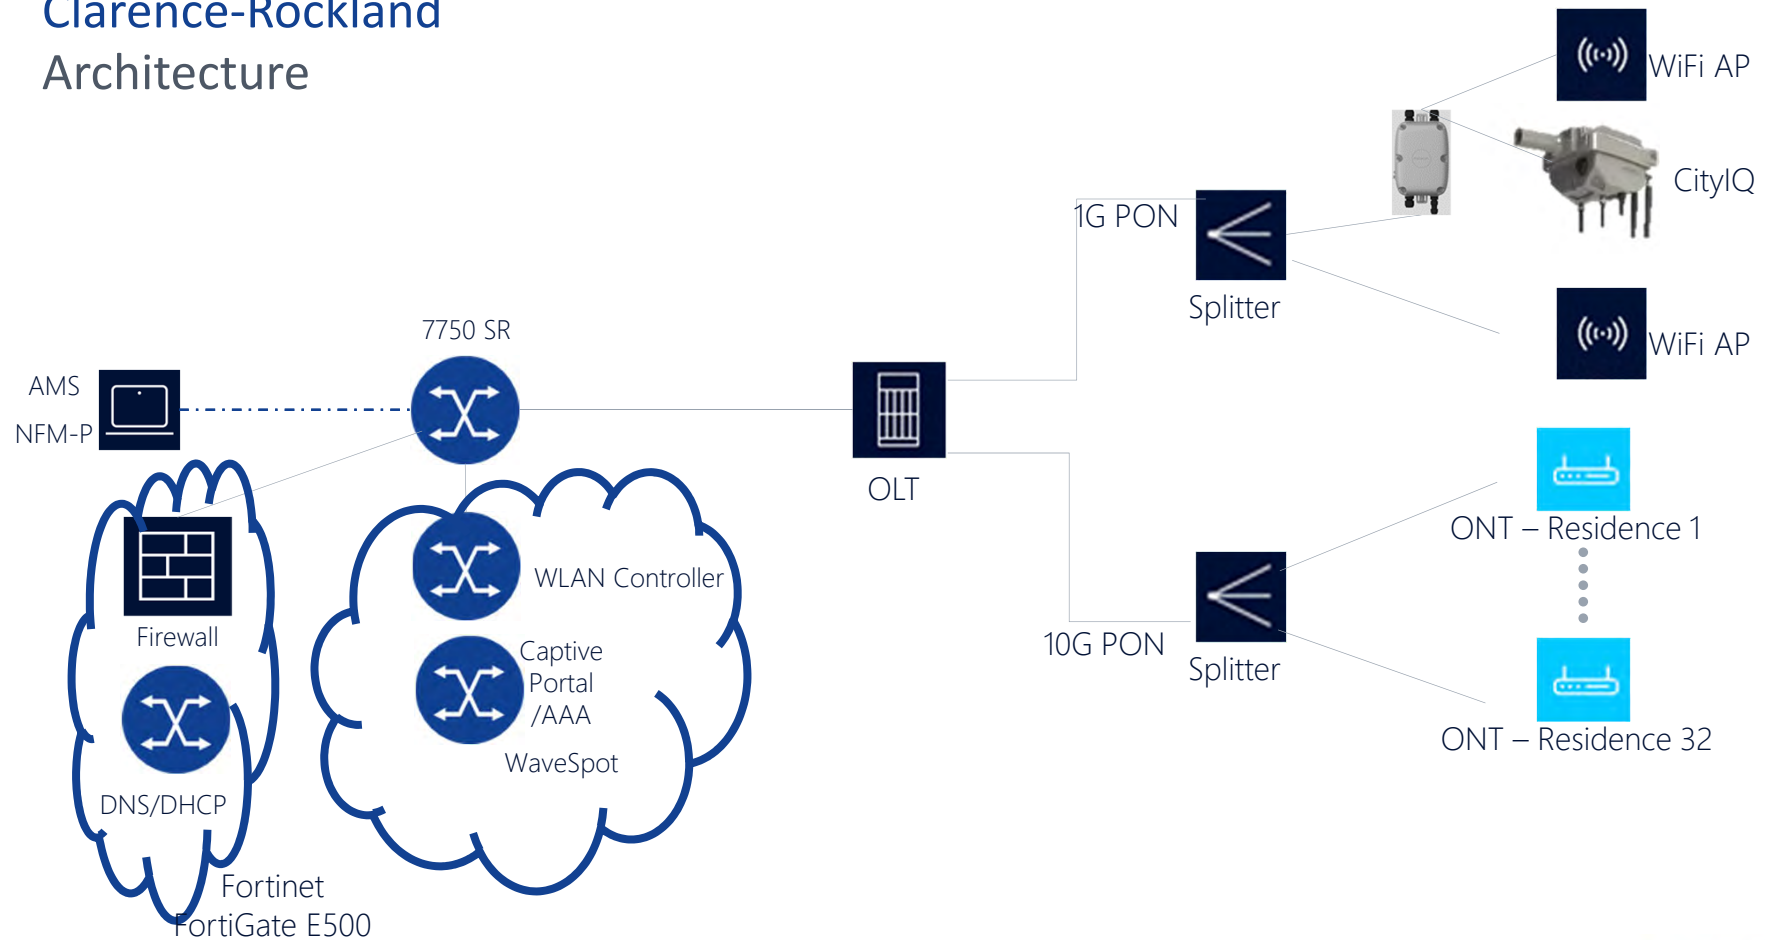 Clarence-Rockland
Architecture
WiFi AP
CityIQ
1G PON
Splitter
WiFi AP
7750 SR
AMS
NFM-P
OLT
ONT – Residence 1
WLAN Controller
Firewall
Captive
Portal
/AAA
WaveSpot
10G PON
Splitter
ONT – Residence 32
DNS/DHCP
Fortinet
FortiGate E500